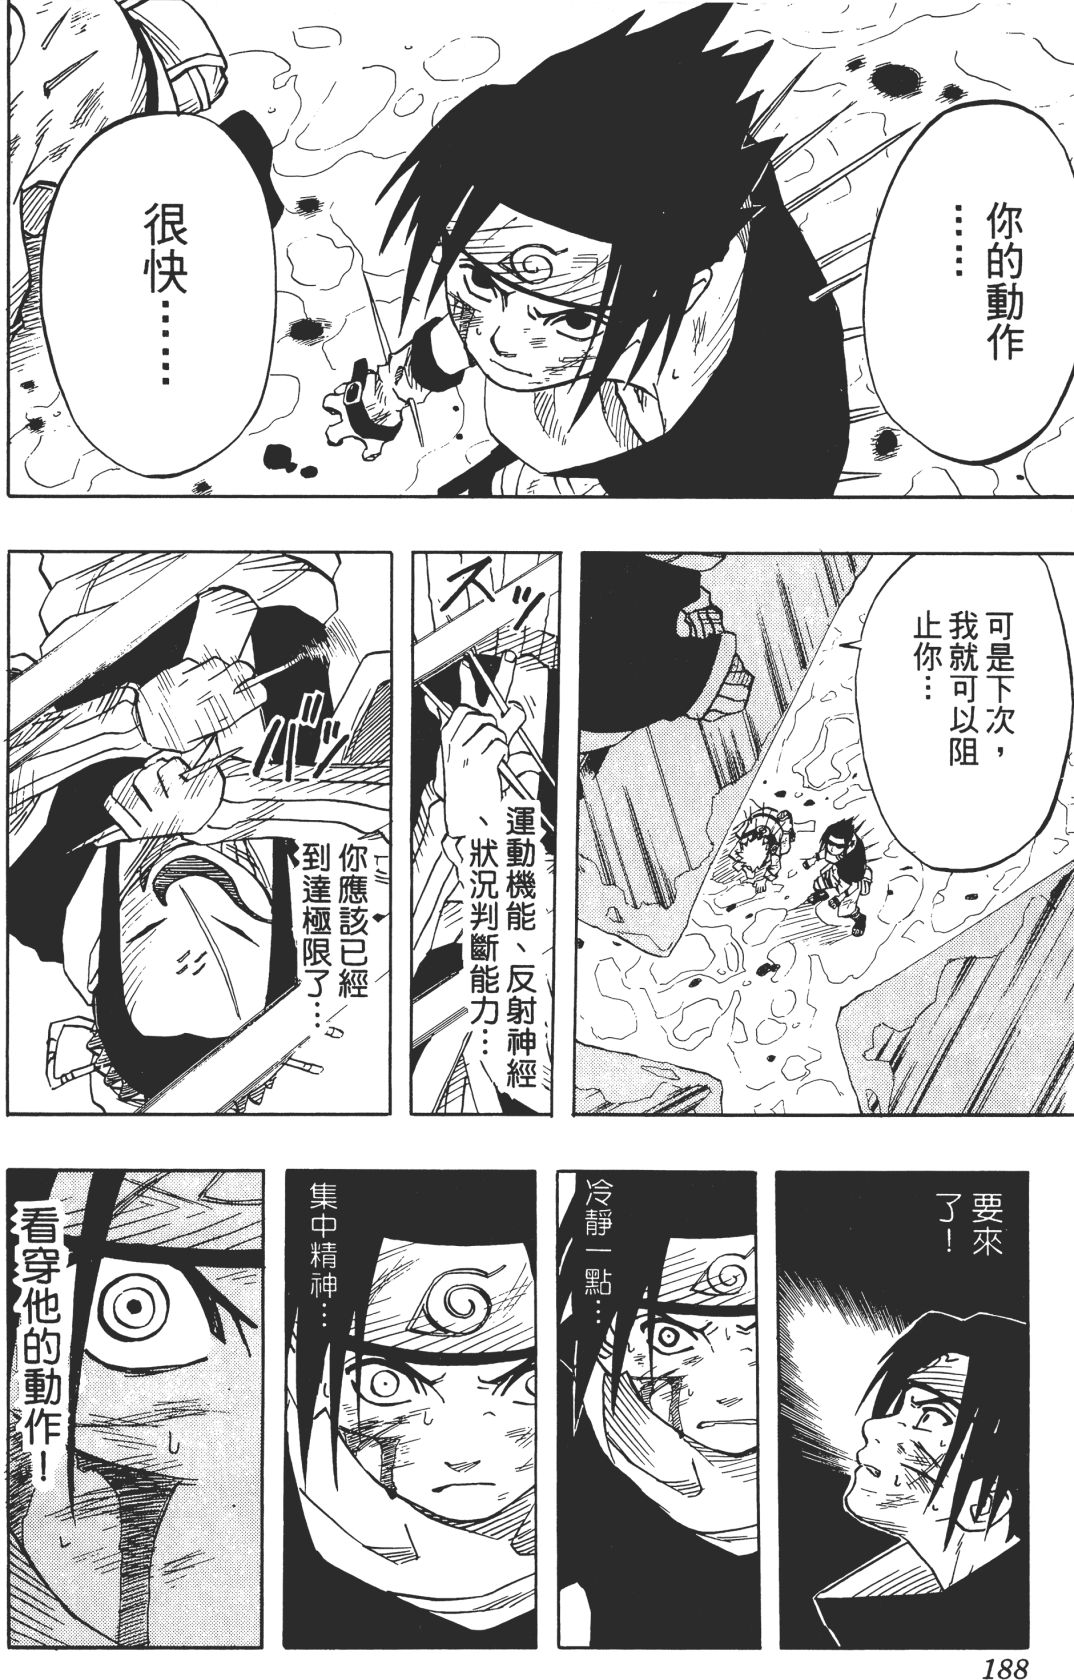 你的動作
……
很快……
可是下次，
我就可以阻
止你…
スッ
運動機能、反射神經
、狀況判斷能力…
ガガッ
你應該已經
到達極限了…
要來
了！
冷靜一點…
集中精神…
看穿他的動作！
188